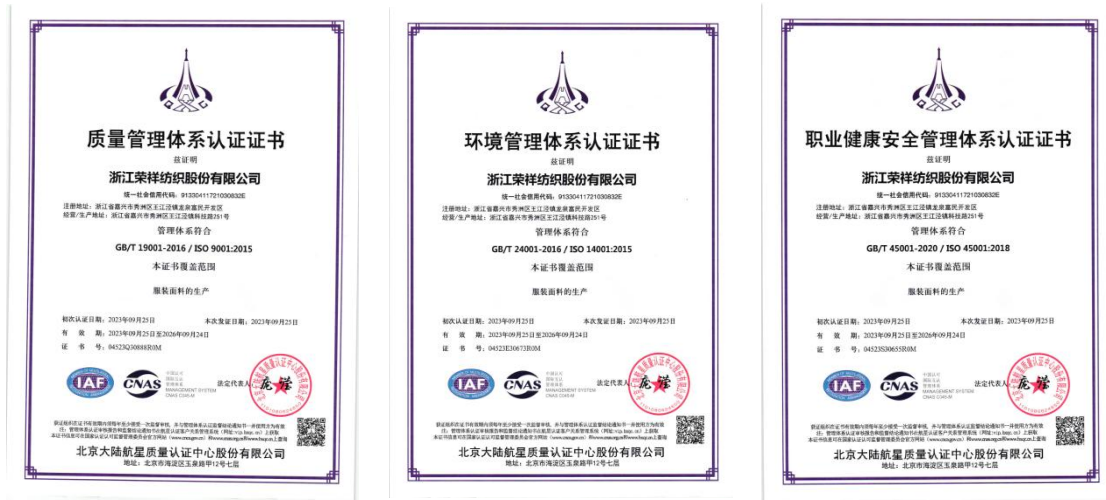 质量管理体系认证证书
兹证明
浙江荣祥纺织股份有限公司
统一社会信用代码：91330411721030832E
注册地址：浙江省嘉兴市秀洲区王江泾镇龙泉富民开发区
经营/生产地址：浙江省嘉兴市秀洲区王江泾镇科技路251号
管理体系符合
GB/T 19001-2016 / ISO 9001:2015
本证书覆盖范围
服装面料的生产
初次认证日期：2023年09月25日 本次发证日期：2023年09月25日
有 效 期：2023年09月25日至2026年09月24日
证 书 号：04523Q30888R0M
IAF
CNAS
MANAGEMENT SYSTEM
CNAS C045-M
法定代表人
北京大陆航星质量认证中心股份有限公司
地址：北京市海淀区玉泉路甲12号七层
环境管理体系认证证书
兹证明
浙江荣祥纺织股份有限公司
统一社会信用代码：91330411721030832E
注册地址：浙江省嘉兴市秀洲区王江泾镇龙泉富民开发区
经营/生产地址：浙江省嘉兴市秀洲区王江泾镇科技路251号
管理体系符合
GB/T 24001-2016 / ISO 14001:2015
本证书覆盖范围
服装面料的生产
初次认证日期：2023年09月25日 本次发证日期：2023年09月25日
有 效 期：2023年09月25日至2026年09月24日
证 书 号：04523E30673R0M
IAF
CNAS
MANAGEMENT SYSTEM
CNAS C045-M
法定代表人
北京大陆航星质量认证中心股份有限公司
地址：北京市海淀区玉泉路甲12号七层
职业健康安全管理体系认证证书
兹证明
浙江荣祥纺织股份有限公司
统一社会信用代码：91330411721030832E
注册地址：浙江省嘉兴市秀洲区王江泾镇龙泉富民开发区
经营/生产地址：浙江省嘉兴市秀洲区王江泾镇科技路251号
管理体系符合
GB/T 45001-2020 / ISO 45001:2018
本证书覆盖范围
服装面料的生产
初次认证日期：2023年09月25日 本次发证日期：2023年09月25日
有 效 期：2023年09月25日至2026年09月24日
证 书 号：04523S30655R0M
IAF
CNAS
MANAGEMENT SYSTEM
CNAS C045-M
法定代表人
北京大陆航星质量认证中心股份有限公司
地址：北京市海淀区玉泉路甲12号七层